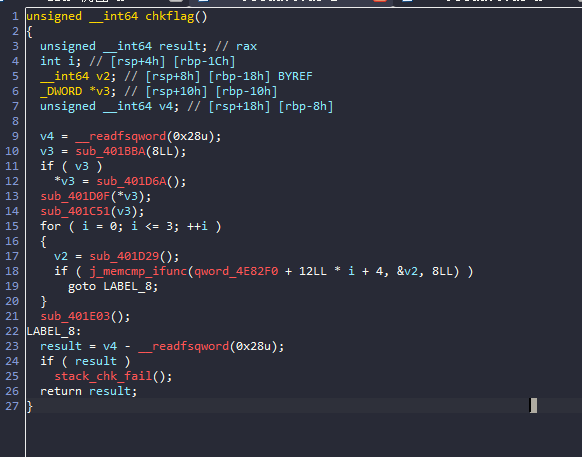 1 unsigned __int64 chkflag()
2 {
3 unsigned __int64 result; // rax
4 int i; // [rsp+4h] [rbp-1Ch]
5 __int64 v2; // [rsp+8h] [rbp-18h] BYREF
6 _DWORD *v3; // [rsp+10h] [rbp-10h]
7 unsigned __int64 v4; // [rsp+18h] [rbp-8h]
8
9 v4 = __readfsqword(0x28u);
10 v3 = sub_401BBA(8LL);
11 if ( v3 )
12 *v3 = sub_401D6A();
13 sub_401D0F(*v3);
14 sub_401C51(v3);
15 for ( i = 0; i <= 3; ++i )
16 {
17 v2 = sub_401D29();
18 if ( j_memcmp_ifunc(qword_4E82F0 + 12LL * i + 4, &v2, 8LL) )
19 goto LABEL_8;
20 }
21 sub_401E03();
22 LABEL_8:
23 result = v4 - __readfsqword(0x28u);
24 if ( result )
25 stack_chk_fail();
26 return result;
27 }